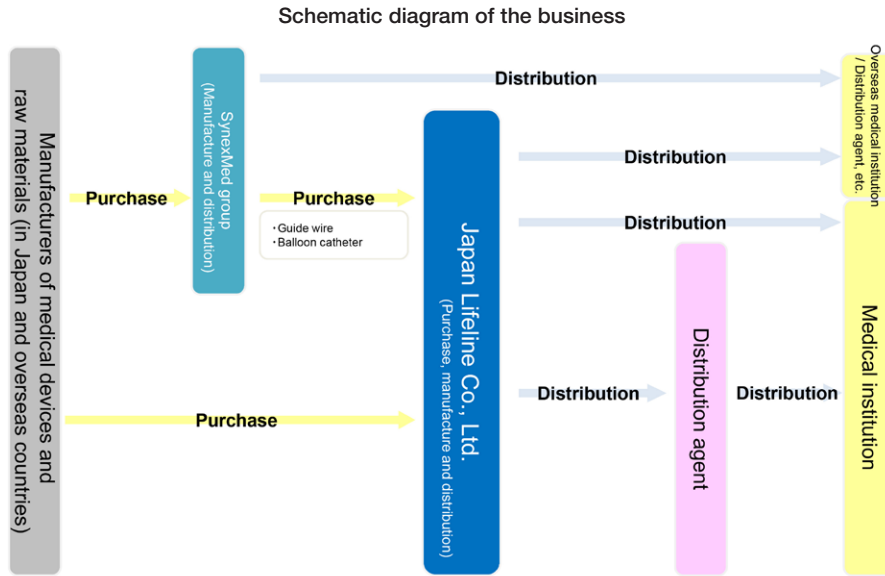 Schematic diagram of the business
Manufacturers of medical devices and
raw materials (in Japan and overseas countries)
Purchase
SynexMed group
(Manufacture and distribution)
Purchase
・Guide wire
・Balloon catheter
Purchase
Japan Lifeline Co., Ltd.
(Purchase, manufacture and distribution)
Distribution
Distribution
Distribution
Distribution
Distribution agent
Distribution
Overseas medical institution
/ Distribution agent, etc.
Medical institution